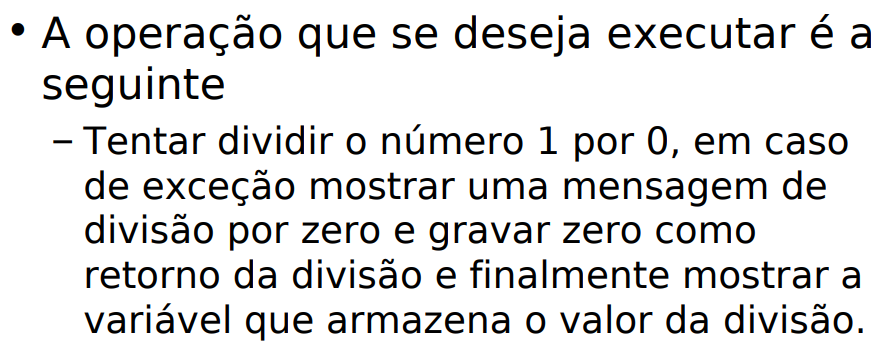 • A operação que se deseja executar é a
seguinte
– Tentar dividir o número 1 por 0, em caso
de exceção mostrar uma mensagem de
divisão por zero e gravar zero como
retorno da divisão e finalmente mostrar a
variável que armazena o valor da divisão.